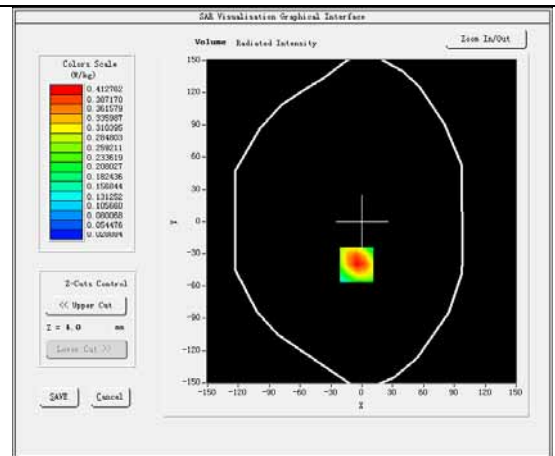 SAR Visualisation Graphical Interface
Volume Radiated Intensity
Zoom In/Out
Colors Scale
(W/kg)
0.412762
0.387170
0.361579
0.335987
0.310395
0.284803
0.259211
0.233619
0.208027
0.182436
0.156844
0.131252
0.105660
0.080068
0.054476
0.028884
Z-Cuts Control
<< Upper Cut
Z = 4.0 mm
Lower Cut >>
SAVE Cancel
150
120
90
60
30
0
-30
-60
-90
-120
-150
Y
-150 -120 -90 -60 -30 0 30 60 90 120 150
X